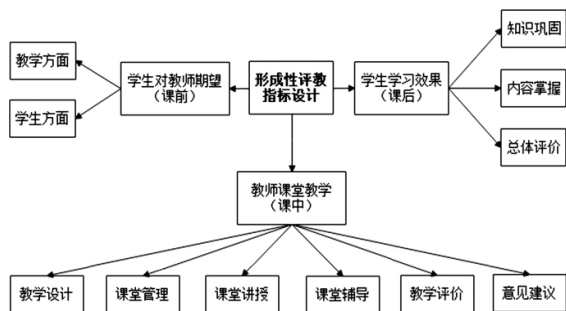 知识巩固
教学方面
学生对教师期望
（课前）
形成性评教
指标设计
学生学习效果
（课后）
内容掌握
学生方面
总体评价
教师课堂教学
（课中）
教学设计
课堂管理
课堂讲授
课堂辅导
教学评价
意见建议